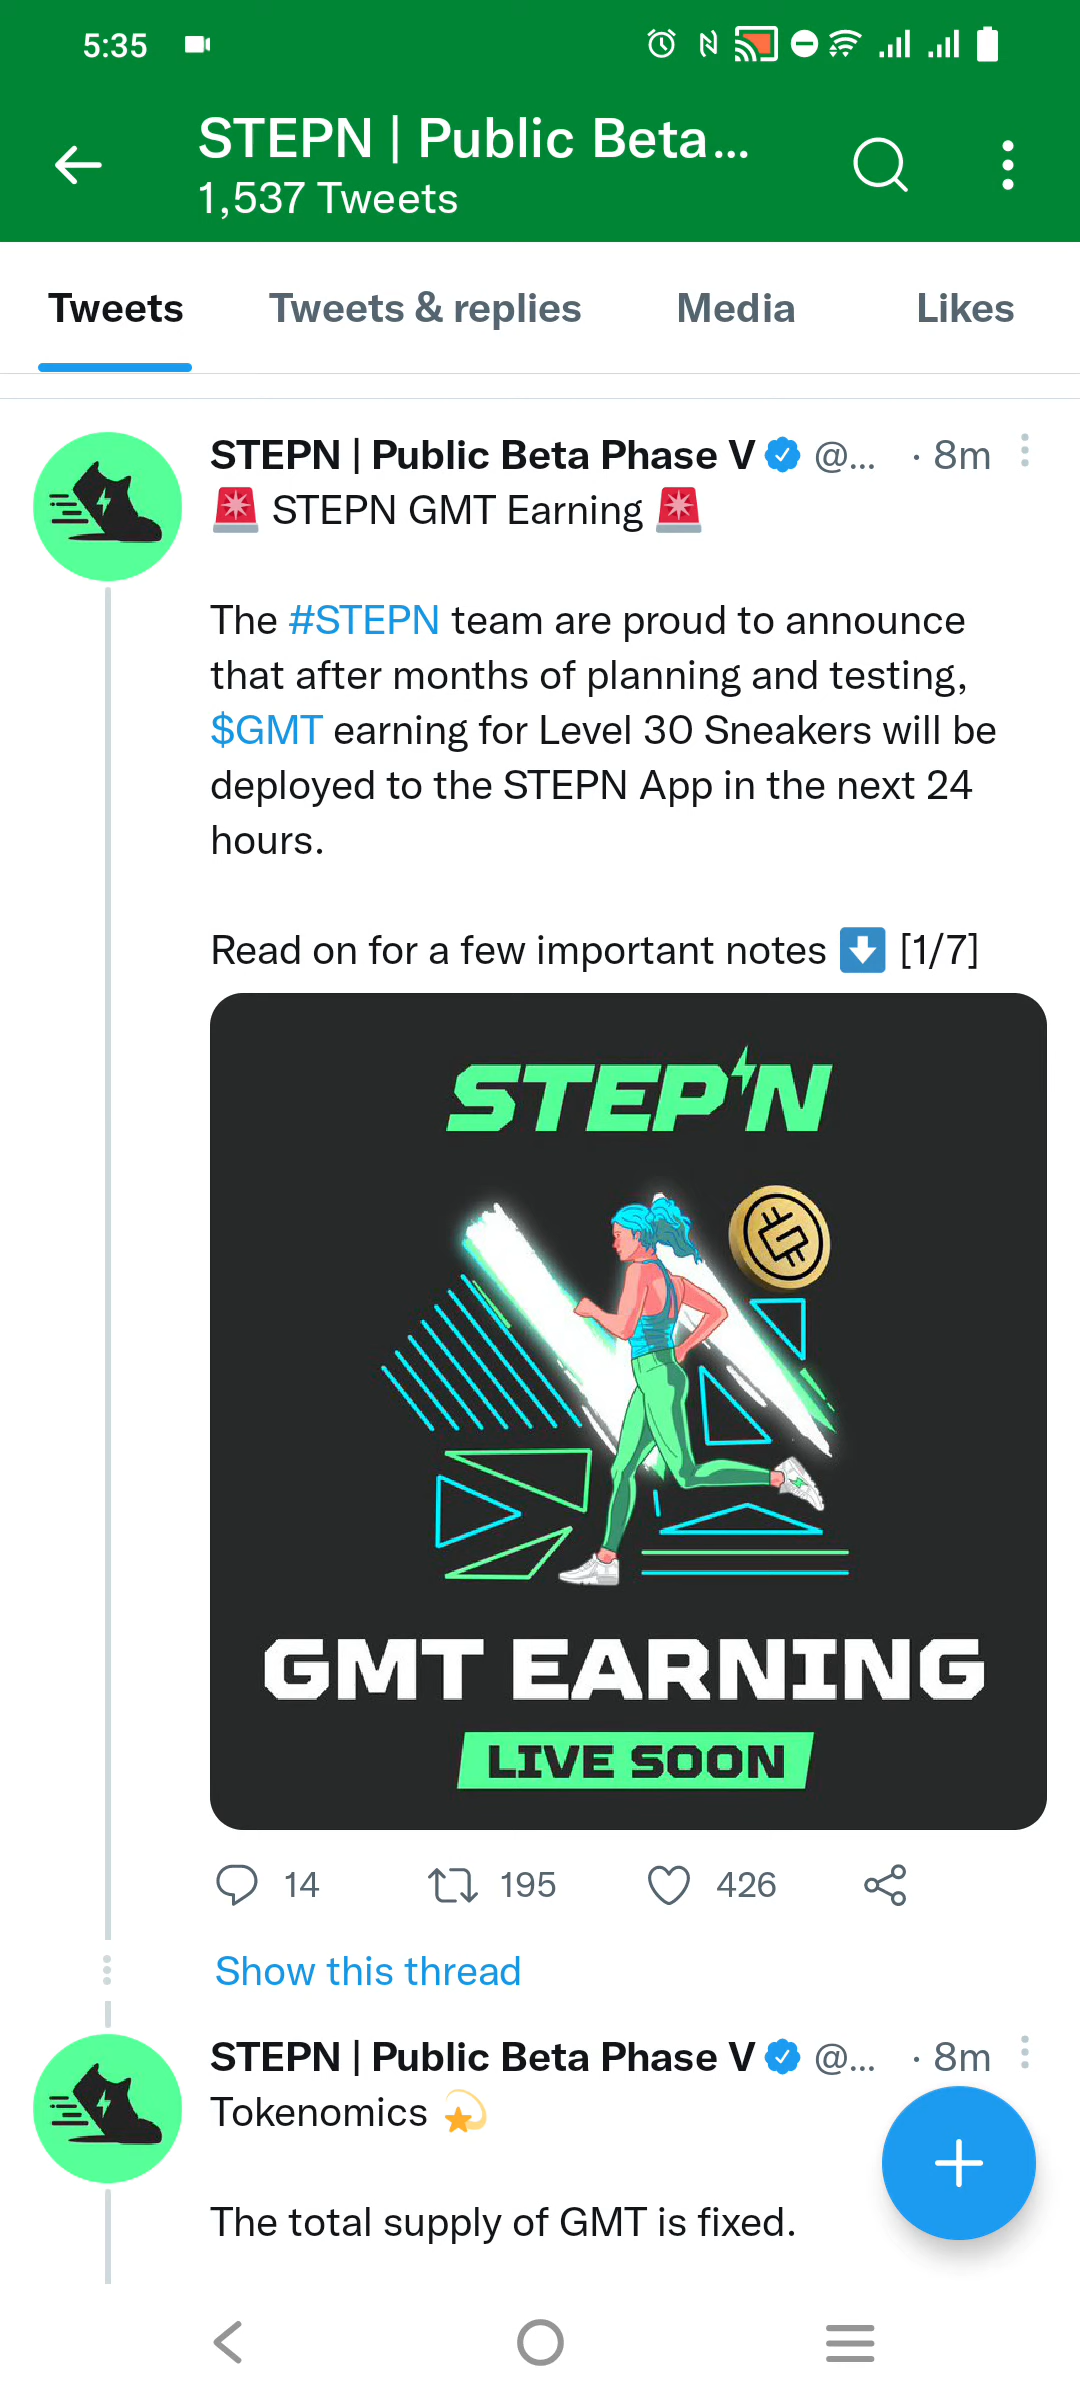 5:35
STEPN | Public Beta...
1,537 Tweets
Tweets
Tweets & replies
Media
Likes
STEPN | Public Beta Phase V @... · 8m
🚨 STEPN GMT Earning 🚨
The #STEPN team are proud to announce
that after months of planning and testing,
$GMT earning for Level 30 Sneakers will be
deployed to the STEPN App in the next 24
hours.
Read on for a few important notes ⬇️ [1/7]
STEP'N
GMT EARNING
LIVE SOON
14
195
426
Show this thread
STEPN | Public Beta Phase V @... · 8m
Tokenomics 💫
The total supply of GMT is fixed.